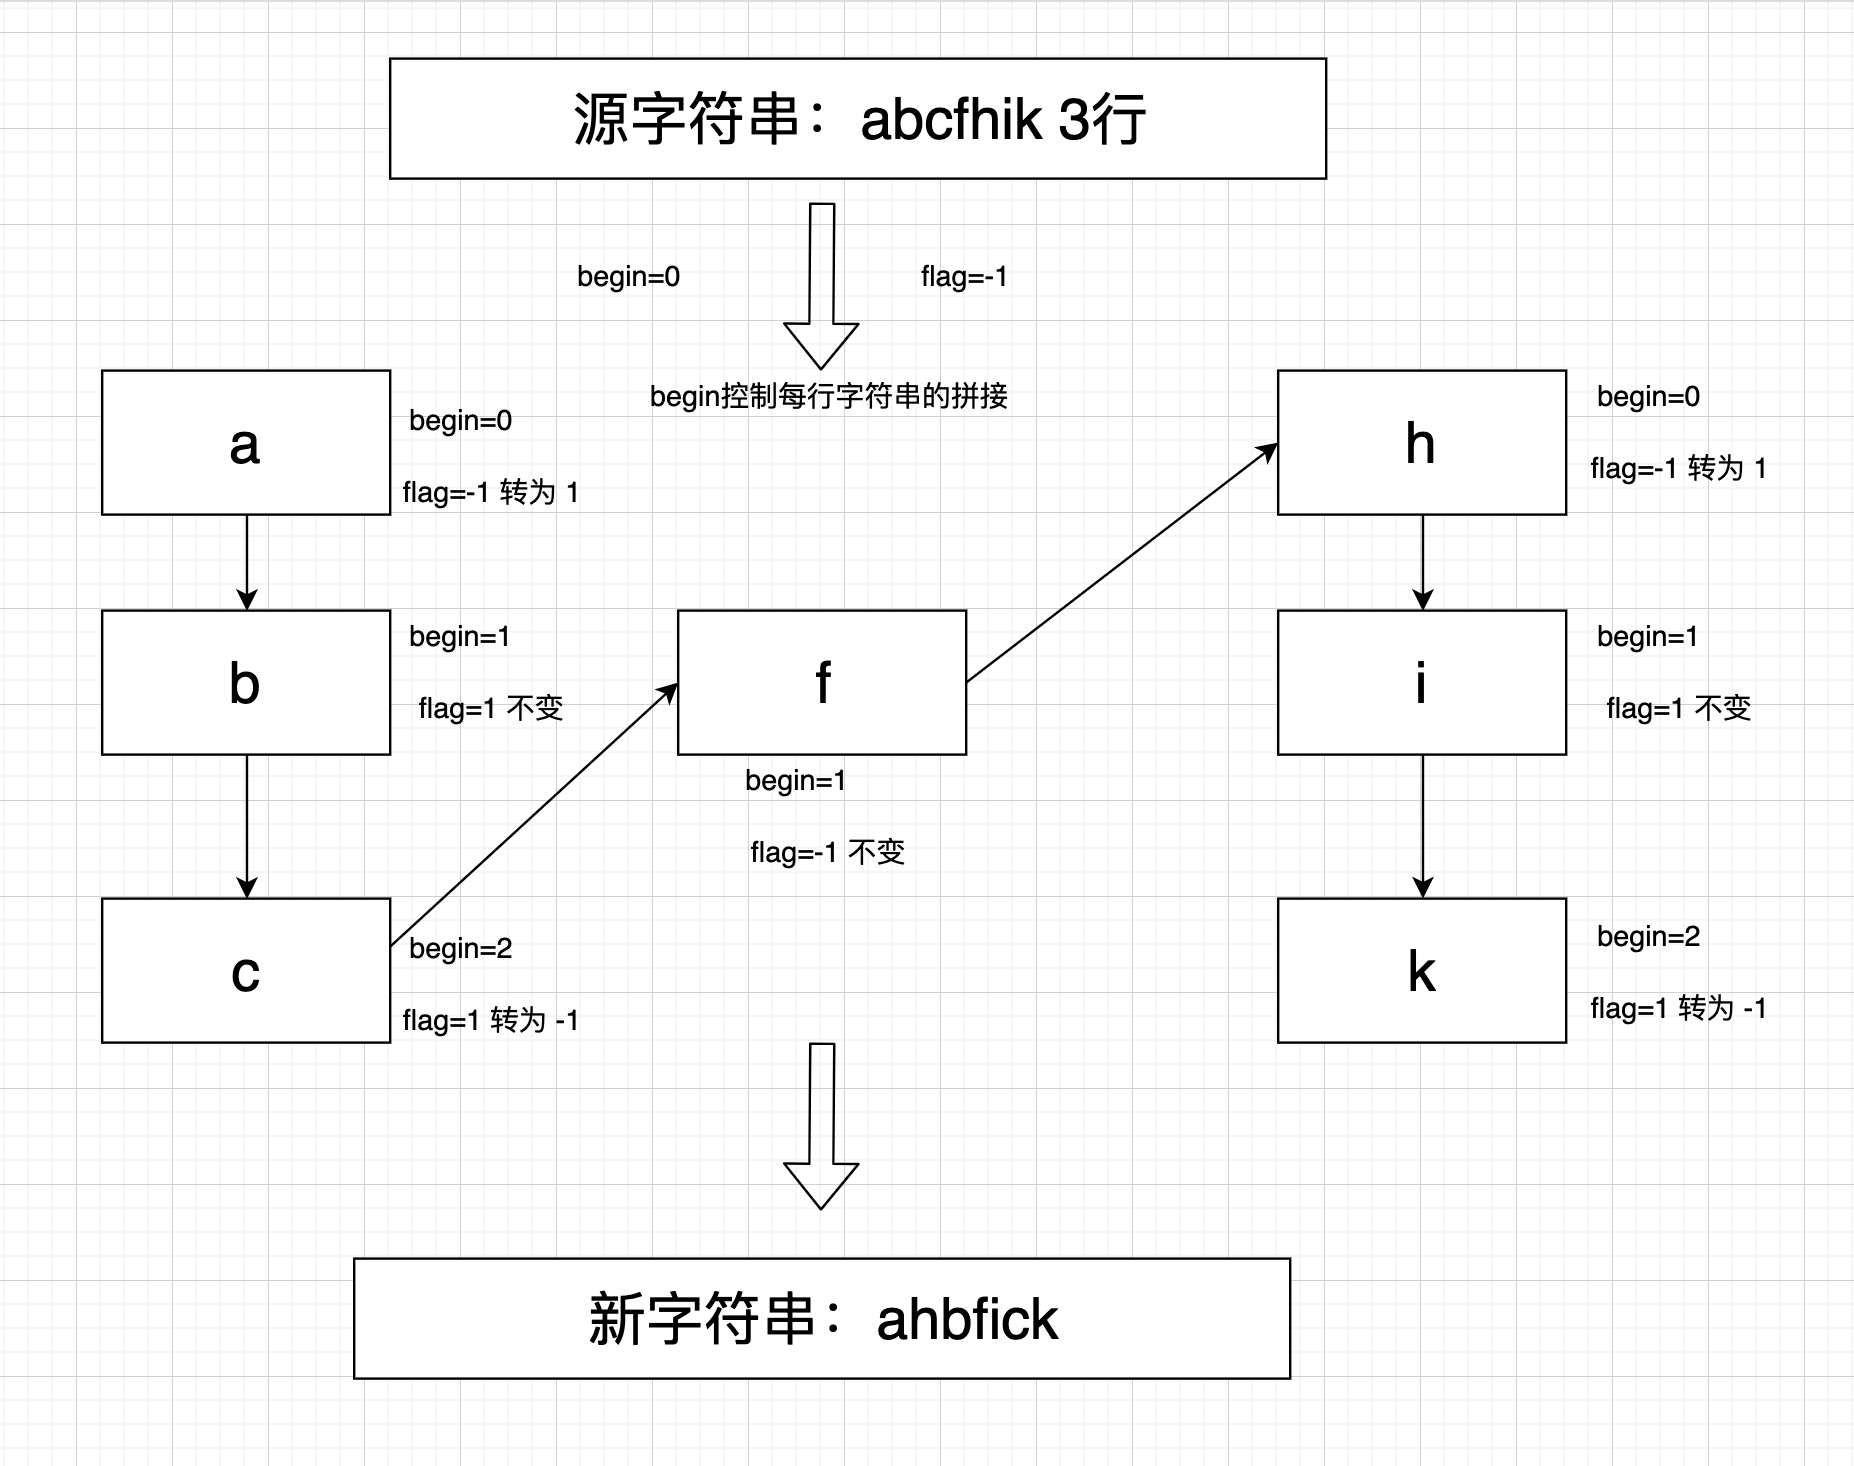 源字符串：abcfhik 3行
begin=0
flag=-1
begin控制每行字符串的拼接
a
begin=0
flag=-1 转为 1
h
begin=0
flag=-1 转为 1
b
begin=1
flag=1 不变
f
begin=1
flag=-1 不变
i
begin=1
flag=1 不变
c
begin=2
flag=1 转为 -1
k
begin=2
flag=1 转为 -1
新字符串：ahbfick